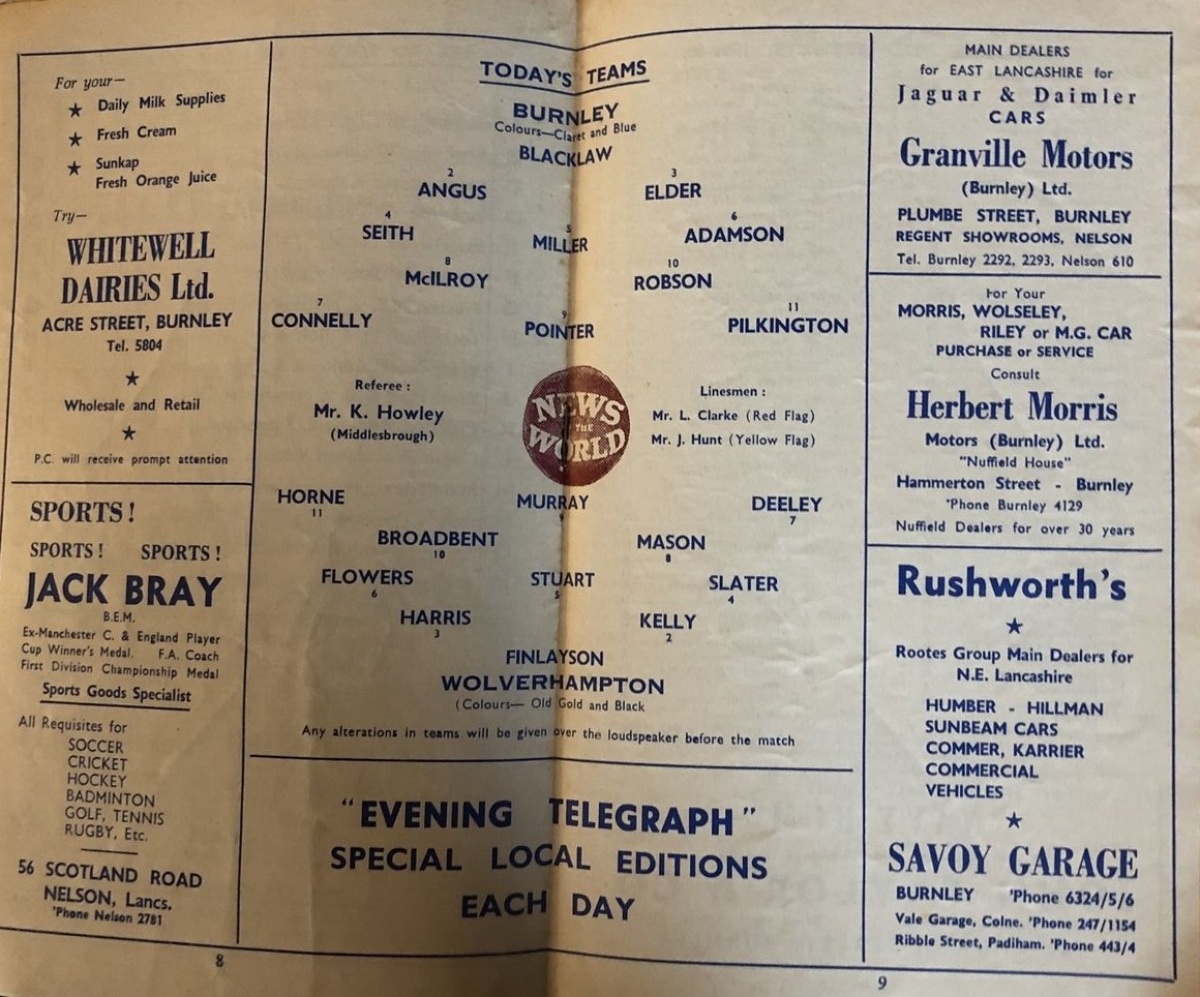 For your—
★ Daily Milk Supplies
★ Fresh Cream
★ Sunkap
Fresh Orange Juice
Try—
WHITEWELL
DAIRIES Ltd.
ACRE STREET, BURNLEY
Tel. 5804
★
Wholesale and Retail
★
P.C. will receive prompt attention
SPORTS!
SPORTS! SPORTS!
JACK BRAY
B.E.M.
Ex-Manchester C. & England Player
Cup Winner's Medal. F.A. Coach
First Division Championship Medal
Sports Goods Specialist
All Requisites for
SOCCER
CRICKET
HOCKEY
BADMINTON
GOLF, TENNIS
RUGBY, Etc.
56 SCOTLAND ROAD
NELSON, Lancs.
'Phone Nelson 2781
8
TODAY'S TEAMS
BURNLEY
Colours—Claret and Blue
BLACKLAW
2 3
ANGUS ELDER
4 5 6
SEITH MILLER ADAMSON
8 10
McILROY ROBSON
7 9 11
CONNELLY POINTER PILKINGTON
Referee :
Mr. K. Howley
(Middlesbrough)
NEWS
OF THE
WORLD
Linesmen :
Mr. L. Clarke (Red Flag)
Mr. J. Hunt (Yellow Flag)
HORNE MURRAY DEELEY
11 9 7
BROADBENT MASON
10 8
FLOWERS STUART SLATER
6 5 4
HARRIS KELLY
3 2
FINLAYSON
WOLVERHAMPTON
(Colours— Old Gold and Black
Any alterations in teams will be given over the loudspeaker before the match
"EVENING TELEGRAPH"
SPECIAL LOCAL EDITIONS
EACH DAY
MAIN DEALERS
for EAST LANCASHIRE for
Jaguar & Daimler
CARS
Granville Motors
(Burnley) Ltd.
PLUMBE STREET, BURNLEY
REGENT SHOWROOMS, NELSON
Tel. Burnley 2292, 2293, Nelson 610
For Your
MORRIS, WOLSELEY,
RILEY or M.G. CAR
PURCHASE or SERVICE
Consult
Herbert Morris
Motors (Burnley) Ltd.
"Nuffield House"
Hammerton Street - Burnley
'Phone Burnley 4129
Nuffield Dealers for over 30 years
Rushworth's
★
Rootes Group Main Dealers for
N.E. Lancashire
HUMBER - HILLMAN
SUNBEAM CARS
COMMER, KARRIER
COMMERCIAL
VEHICLES
★
SAVOY GARAGE
BURNLEY 'Phone 6324/5/6
Vale Garage, Colne. 'Phone 247/1154
Ribble Street, Padiham. 'Phone 443/4
9